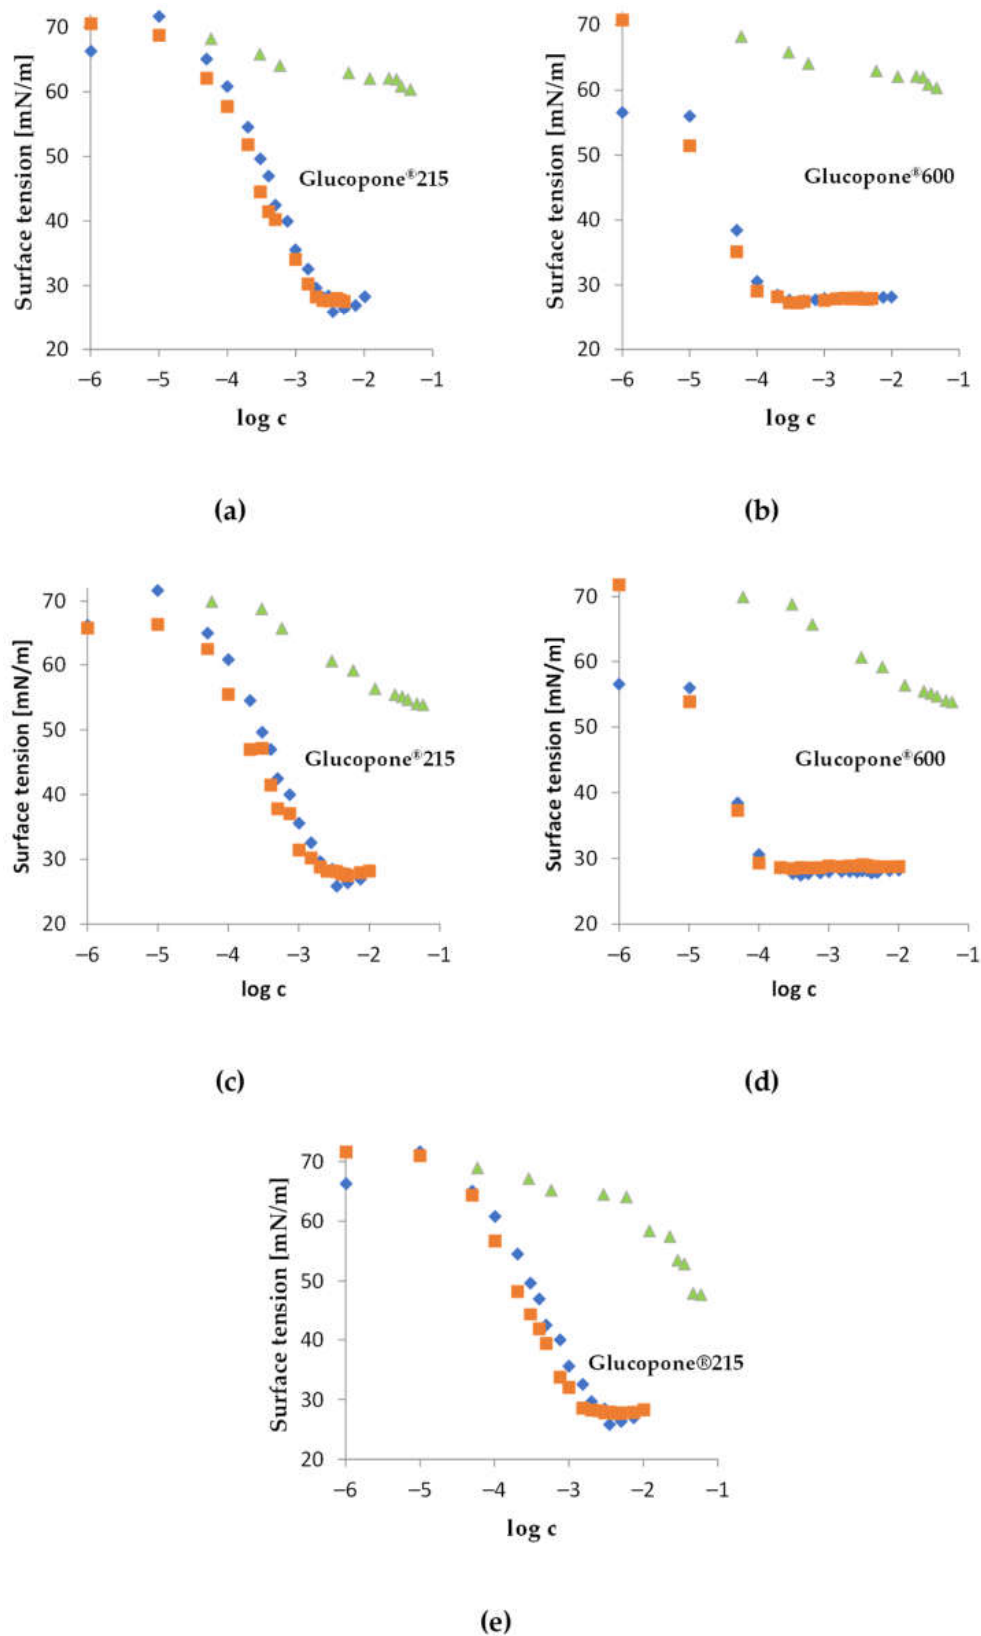 70
60
50
40
30
20
Surface tension [mN/m]
Glucopone®215
−6 −5 −4 −3 −2 −1
log c
(a)
70
60
50
40
30
20
Surface tension [mN/m]
Glucopone®600
−6 −5 −4 −3 −2 −1
log c
(b)
70
60
50
40
30
20
Surface tension [mN/m]
Glucopone®215
−6 −5 −4 −3 −2 −1
log c
(c)
70
60
50
40
30
20
Surface tension [mN/m]
Glucopone®600
−6 −5 −4 −3 −2 −1
log c
(d)
70
60
50
40
30
20
Surface tension [mN/m]
Glucopone®215
−6 −5 −4 −3 −2 −1
log c
(e)